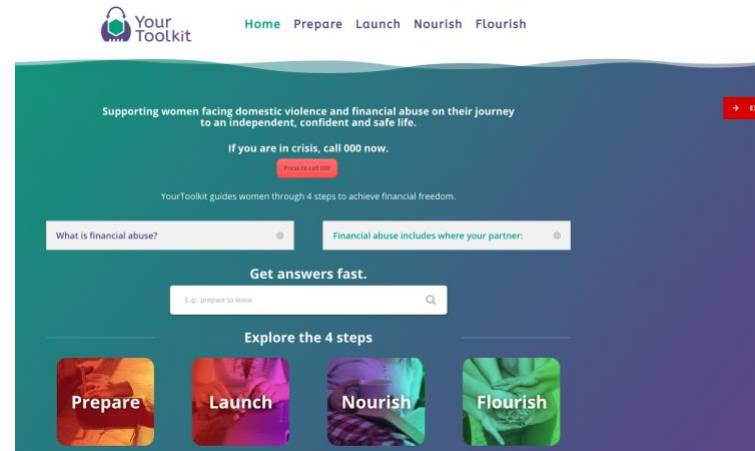 Your
Toolkit
Home Prepare Launch Nourish Flourish
Supporting women facing domestic violence and financial abuse on their journey
to an independent, confident and safe life.
If you are in crisis, call 000 now.
Press to call 000
YourToolkit guides women through 4 steps to achieve financial freedom.
What is financial abuse?
Financial abuse includes where your partner:
Get answers fast.
E.g. prepare to leave
Explore the 4 steps
Prepare
Launch
Nourish
Flourish